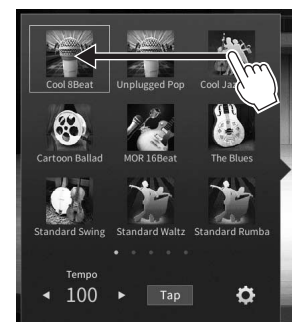 Cool 8Beat Unplugged Pop Cool Jaz
Cartoon Ballad MOR 16Beat The Blues
Standard Swing Standard Waltz Standard Rumba
Tempo
100 Tap